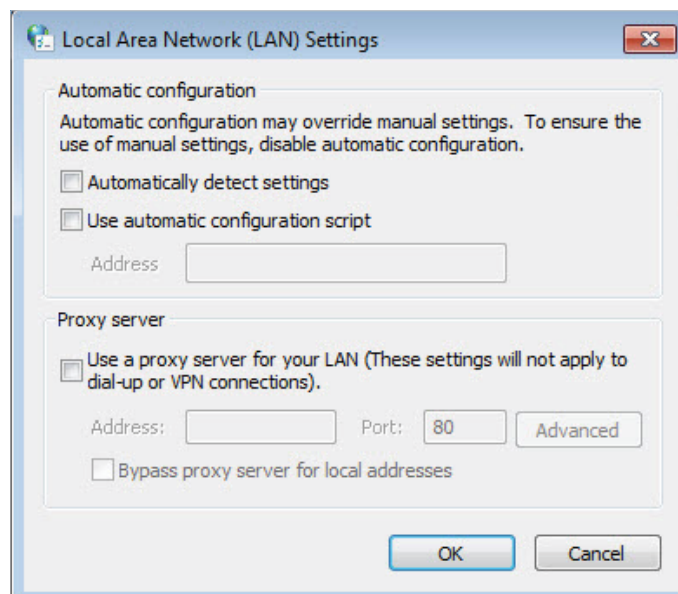 Local Area Network (LAN) Settings
Automatic configuration
Automatic configuration may override manual settings. To ensure the
use of manual settings, disable automatic configuration.
Automatically detect settings
Use automatic configuration script
Address
Proxy server
Use a proxy server for your LAN (These settings will not apply to
dial-up or VPN connections).
Address: Port: 80 Advanced
Bypass proxy server for local addresses
OK Cancel